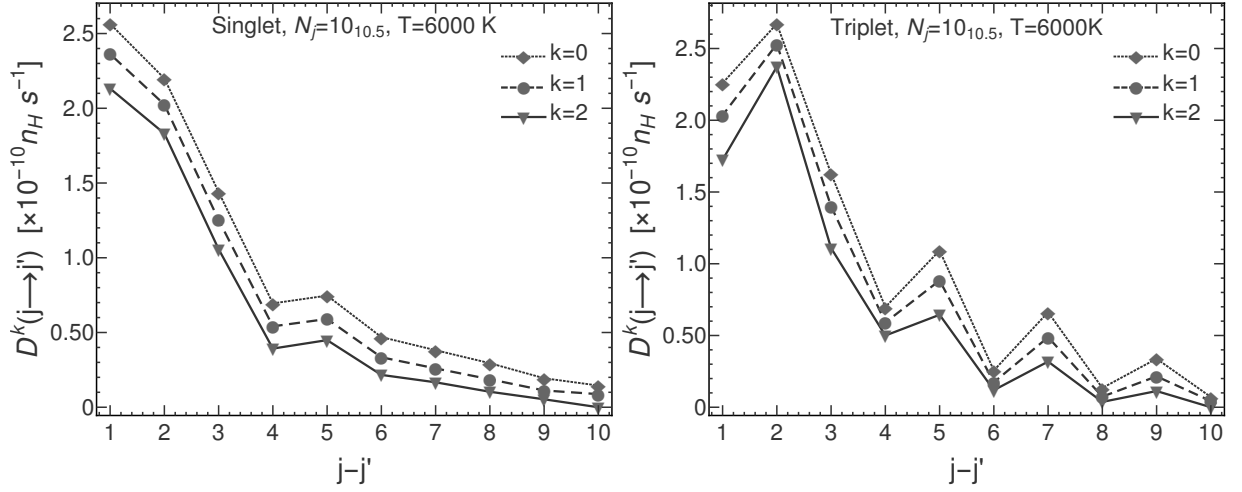 Singlet, N_j=10_10.5, T=6000 K
k=0
k=1
k=2
2.5
2.0
1.5
1.0
0.50
0
D^k(j⟶j') [×10^−10 n_H s^−1]
1 2 3 4 5 6 7 8 9 10
j−j'
Triplet, N_j=10_10.5, T=6000K
k=0
k=1
k=2
2.5
2.0
1.5
1.0
0.50
0
D^k(j⟶j') [×10^−10 n_H s^−1]
1 2 3 4 5 6 7 8 9 10
j−j'